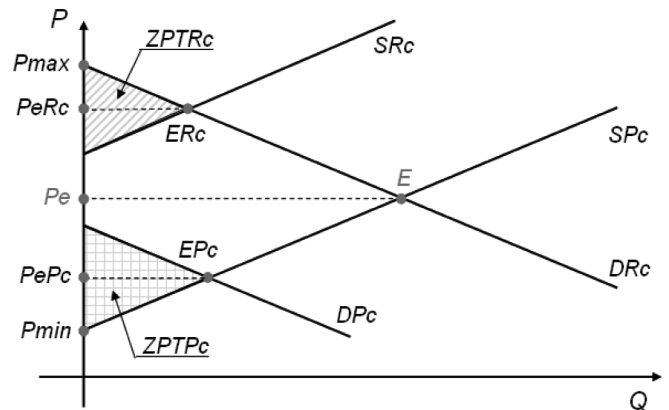 P
ZPTRc
SRc
Pmax
PeRc
ERc
SPc
Pe
E
EPc
PePc
DRc
DPc
Pmin
ZPTPc
Q